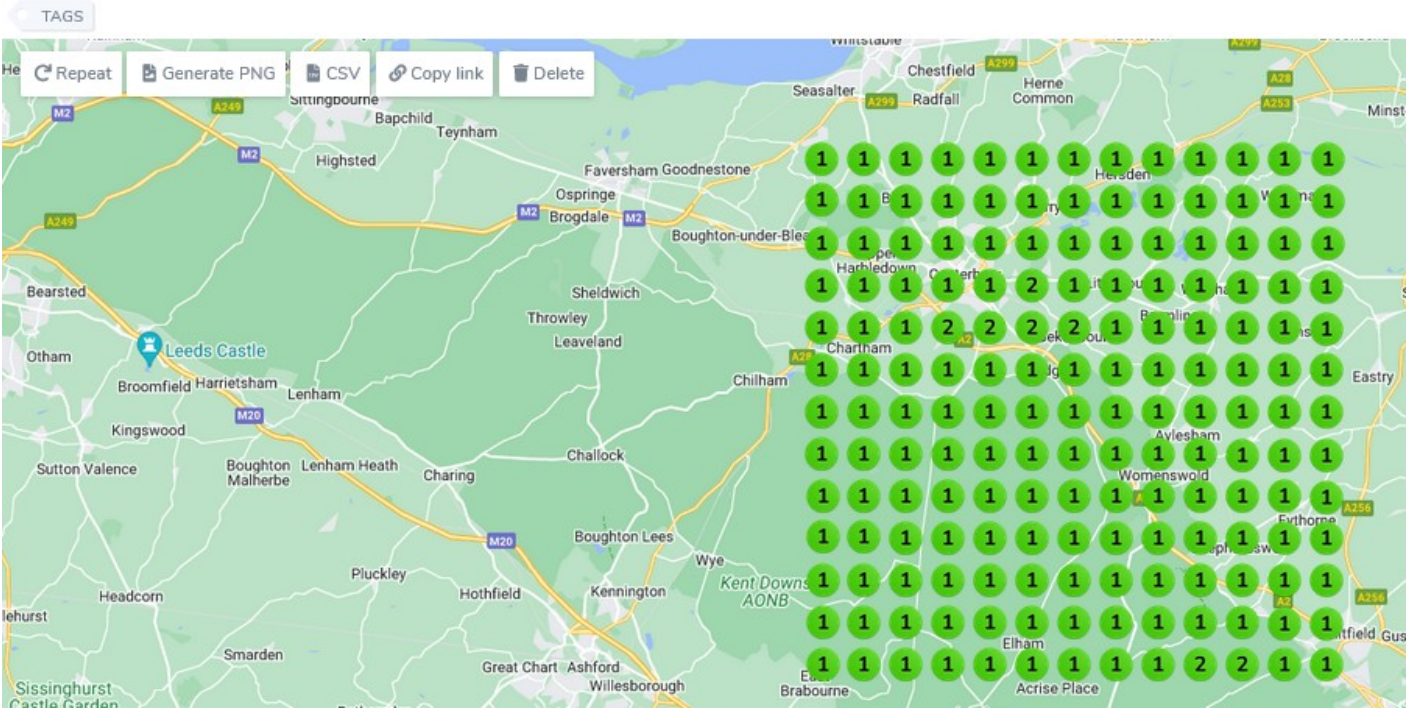 TAGS
Repeat Generate PNG CSV Copy link Delete
Whitstable
A299
Chestfield A299
Herne
Common
A28
Seasalter A299 Radfall
A253
Minst
M2
A249
Sittingbourne
Bapchild
Teynham
M2
Highsted
Faversham Goodnestone
1 1 1 1 1 1 1 1 1 1 1 1 1
Hersden
Ospringe
1 1 1 1 1 1 1 1 1 1 1 1 1
M2 Brogdale M2
A249
Boughton-under-Blea
1 1 1 1 1 1 1 1 1 1 1 1 1
Harbledown
Bearsted
Sheldwich
1 1 1 1 1 2 1 1 1 1 1 1 1
Throwley
1 1 1 2 2 2 2 1 1 1 1 1 1
A2
Leaveland
Chartham
Leeds Castle
Otham
A28
1 1 1 1 1 1 1 1 1 1 1 1 1
Chilham
Eastry
Broomfield Harrietsham
Lenham
M20
1 1 1 1 1 1 1 1 1 1 1 1 1
Kingswood
Aylesham
1 1 1 1 1 1 1 1 1 1 1 1 1
Challock
Sutton Valence
Boughton
Malherbe
Lenham Heath
Charing
Womenswold
1 1 1 1 1 1 1 1 1 1 1 1 1
A256
Eythorne
M20
Boughton Lees
1 1 1 1 1 1 1 1 1 1 1 1 1
Wye
Pluckley
Kent Downs
AONB
1 1 1 1 1 1 1 1 1 1 1 1 1
Headcorn
Hothfield
Kennington
A2
A256
lehurst
1 1 1 1 1 1 1 1 1 1 1 1 1
tfield Gus
Elham
Smarden
Great Chart Ashford
1 1 1 1 1 1 1 1 1 2 2 1 1
Willesborough
Brabourne
Acrise Place
Sissinghurst
Castle Garden